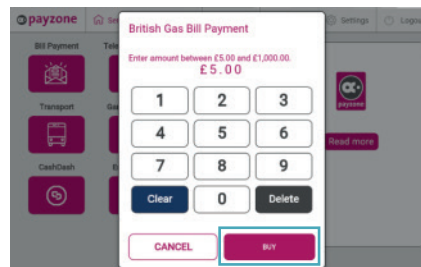 payzone
Settings
Logou
Bill Payment
Tele
Transport
Gas
CashDash
British Gas Bill Payment
Enter amount between £5.00 and £1,000.00.
£5.00
1 2 3
4 5 6
7 8 9
Clear 0 Delete
CANCEL BUY
payzone
Read more